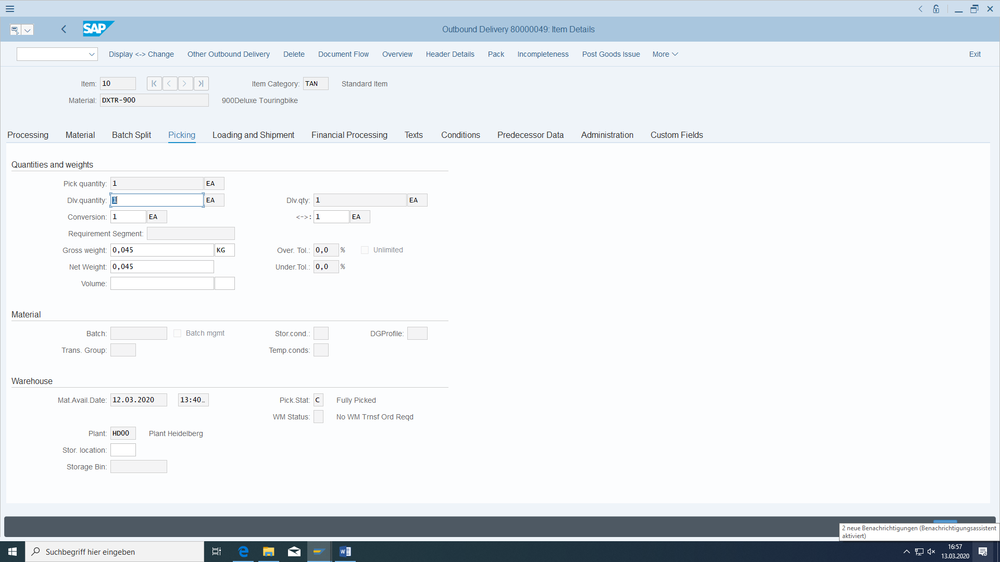 SAP
Outbound Delivery 80000049: Item Details
Display <-> Change Other Outbound Delivery Delete Document Flow Overview Header Details Pack Incompleteness Post Goods Issue More Exit
Item: 10 Item Category: TAN Standard Item
Material: DXTR-900 900Deluxe Touringbike
Processing Material Batch Split Picking Loading and Shipment Financial Processing Texts Conditions Predecessor Data Administration Custom Fields
Quantities and weights
Pick quantity: 1 EA
Dlv.quantity: 1 EA Dlv.qty: 1 EA
Conversion: 1 EA <->: 1 EA
Requirement Segment:
Gross weight: 0,045 KG Over. Tol.: 0,0 % Unlimited
Net Weight: 0,045 Under.Tol.: 0,0 %
Volume:
Material
Batch: Batch mgmt Stor.cond.: DGProfile:
Trans. Group: Temp.conds:
Warehouse
Mat.Avail.Date: 12.03.2020 13:40… Pick.Stat: C Fully Picked
WM Status: No WM Trnsf Ord Reqd
Plant: HD00 Plant Heidelberg
Stor. location:
Storage Bin:
2 neue Benachrichtigungen (Benachrichtigungsassistent
aktiviert)
Suchbegriff hier eingeben
16:57
13.03.2020